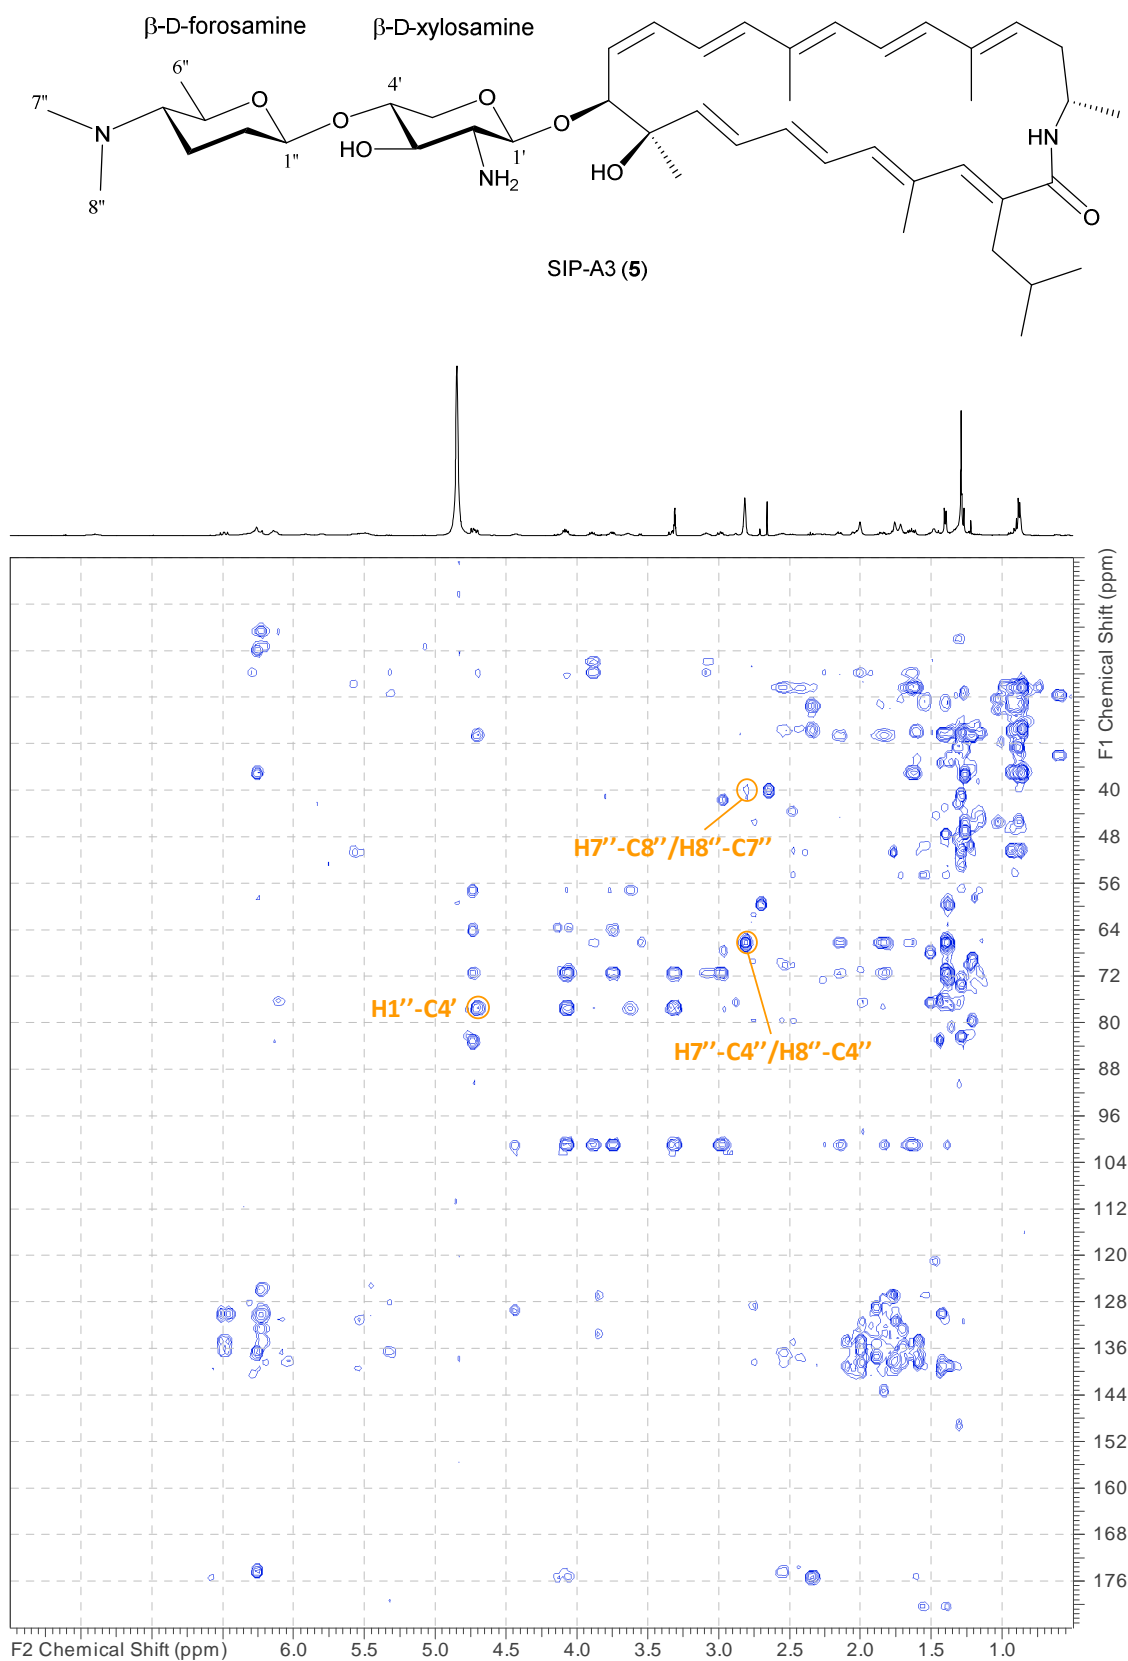 β-D-forosamine β-D-xylosamine
6'' 4'
7'' O O
N O O
1'' HO 1' HO HN
NH2
8'' O
SIP-A3 (5)
F1 Chemical Shift (ppm)
40
H7''-C8''/H8''-C7''
48
56
64
72
H1''-C4'
80
H7''-C4''/H8''-C4''
88
96
104
112
120
128
136
144
152
160
168
176
F2 Chemical Shift (ppm) 6.0 5.5 5.0 4.5 4.0 3.5 3.0 2.5 2.0 1.5 1.0